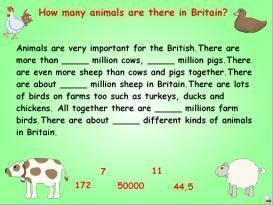 How many animals are there in Britain?
Animals are very important for the British.There are
more than _____ million cows, _____ million pigs.There
are even more sheep than cows and pigs together.There
are about _____ million sheep in Britain.There are lots
of birds on farms too such as turkeys, ducks and
chickens. All together there are _____ millions farm
birds.There are about _____ different kinds of animals
in Britain.
7 11
172 50000 44,5